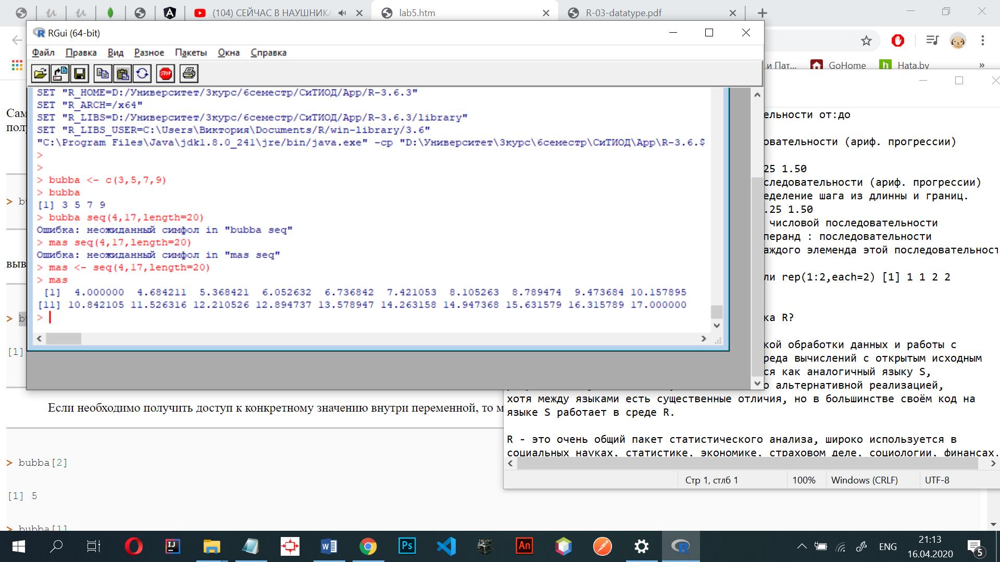 (104) СЕЙЧАС В НАУШНИКА
lab5.htm
R-03-datatype.pdf
RGui (64-bit)
Файл Правка Вид Разное Пакеты Окна Справка
STOP
и Пат... GoHome Hata.by »
SET "R_HOME=D:/Университет/3курс/6семестр/СиТИОД/App/R-3.6.3"
SET "R_ARCH=/x64"
SET "R_LIBS=D:/Университет/3курс/6семестр/СиТИОД/App/R-3.6.3/library"
SET "R_LIBS_USER=C:\Users\Виктория\Documents/R/win-library/3.6"
"C:\Program Files\Java\jdk1.8.0_241\jre/bin/java.exe" -cp "D:\Университет\3курс\6семестр\СиТИОД\App\R-3.6.$
>
>
> bubba <- c(3,5,7,9)
> bubba
[1] 3 5 7 9
> bubba seq(4,17,length=20)
Ошибка: неожиданный симфол in "bubba seq"
> mas seq(4,17,length=20)
Ошибка: неожиданный симфол in "mas seq"
> mas <- seq(4,17,length=20)
> mas
[1] 4.000000 4.684211 5.368421 6.052632 6.736842 7.421053 8.105263 8.789474 9.473684 10.157895
[11] 10.842105 11.526316 12.210526 12.894737 13.578947 14.263158 14.947368 15.631579 16.315789 17.000000
>
Сам
пол
> b
выв
> b
[1]
Если необходимо получить доступ к конкретному значению внутри переменной, то м
> bubba[2]
[1] 5
> bubba[1]
ельности от:до
овательности (ариф. прогрессии)
25 1.50
следовательности (ариф. прогрессии)
еделение шага из длинны и границ.
.25 1.50
числовой последовательности
перанд : последовательности
аждого элеменда этой последовательност
ли rep(1:2,each=2) [1] 1 1 2 2
ка R?
кой обработки данных и работы с
реда вычислений с открытым исходным
ся как аналогичный языку S,
о альтернативной реализацией,
хотя между языками есть существенные отличия, но в большинстве своём код на
языке S работает в среде R.
R - это очень общий пакет статистического анализа, широко используется в
социальных науках, статистике, экономике, страховом деле, социологии, финансах.
Стр 1, стлб 1 100% Windows (CRLF) UTF-8
ENG
21:13
16.04.2020
5